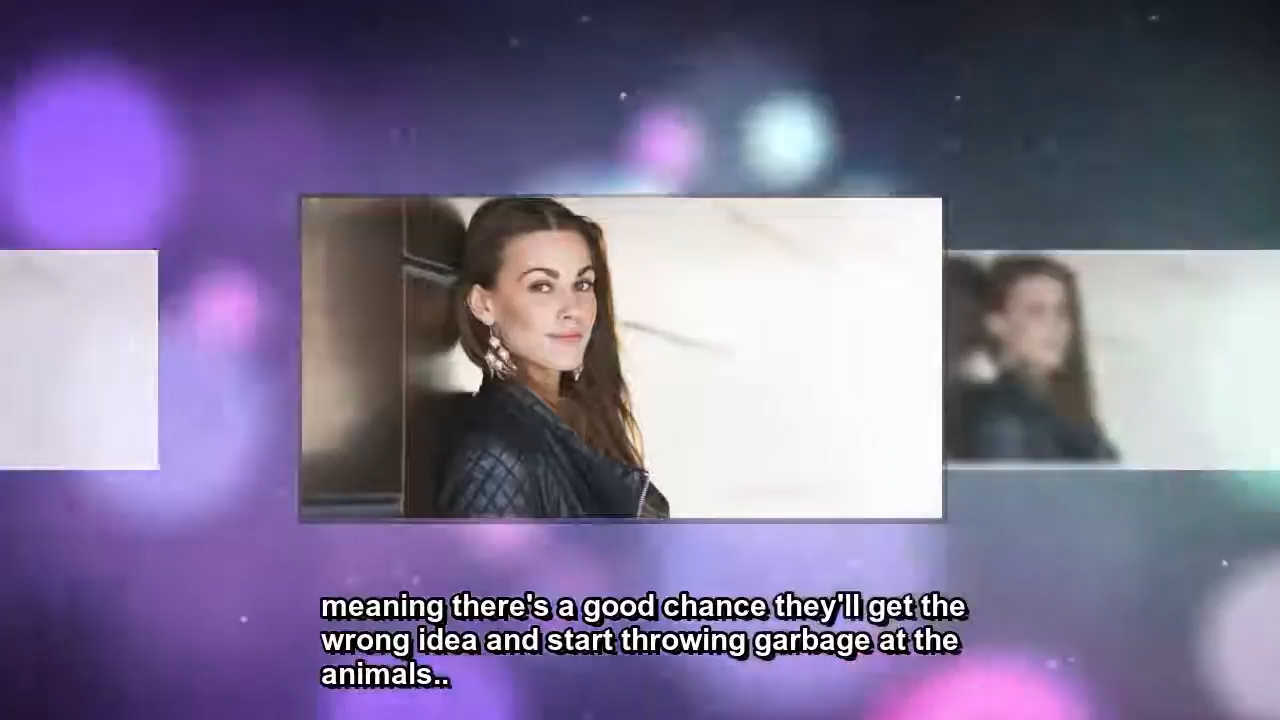 meaning there's a good chance they'll get the
wrong idea and start throwing garbage at the
animals..